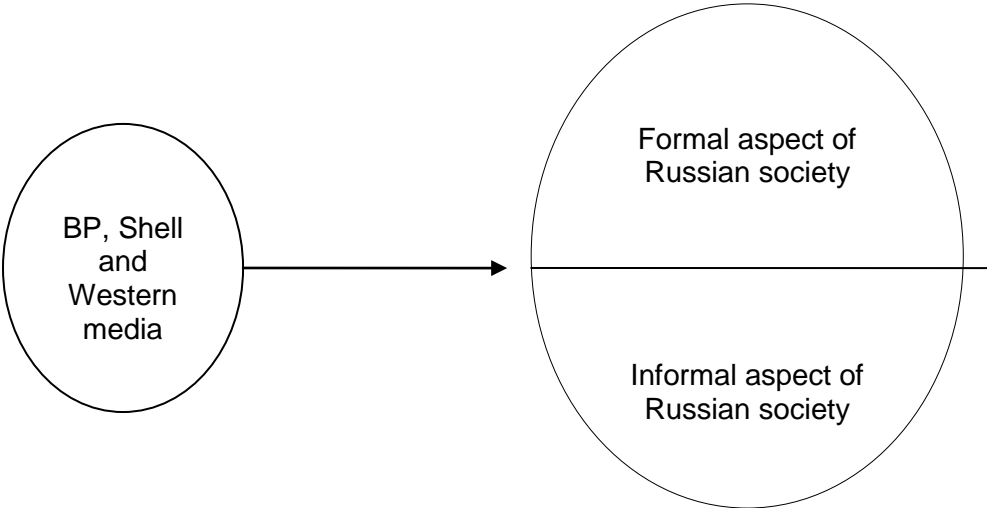 BP, Shell
and
Western
media
Formal aspect of
Russian society
Informal aspect of
Russian society